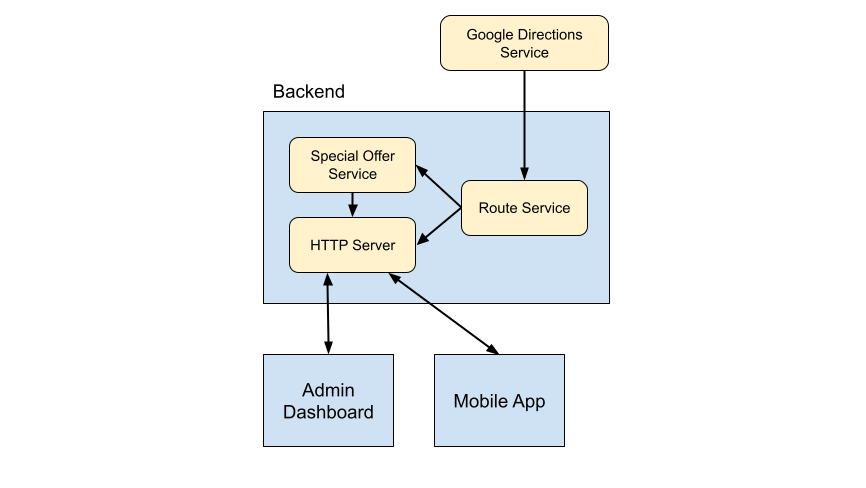 Google Directions
Service
Backend
Special Offer
Service
Route Service
HTTP Server
Admin
Dashboard
Mobile App